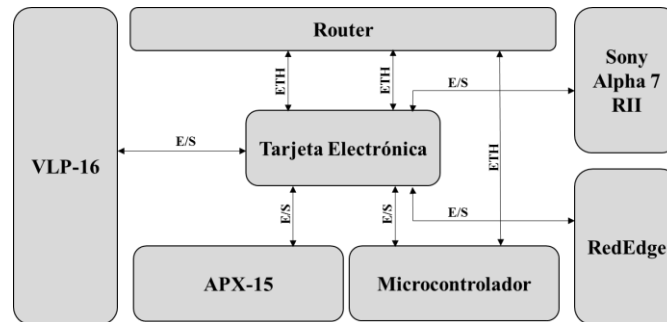 Router
Sony
Alpha 7
RII
ETH
ETH
E/S
Tarjeta Electrónica
E/S
VLP-16
ETH
E/S
E/S
E/S
RedEdge
APX-15
Microcontrolador